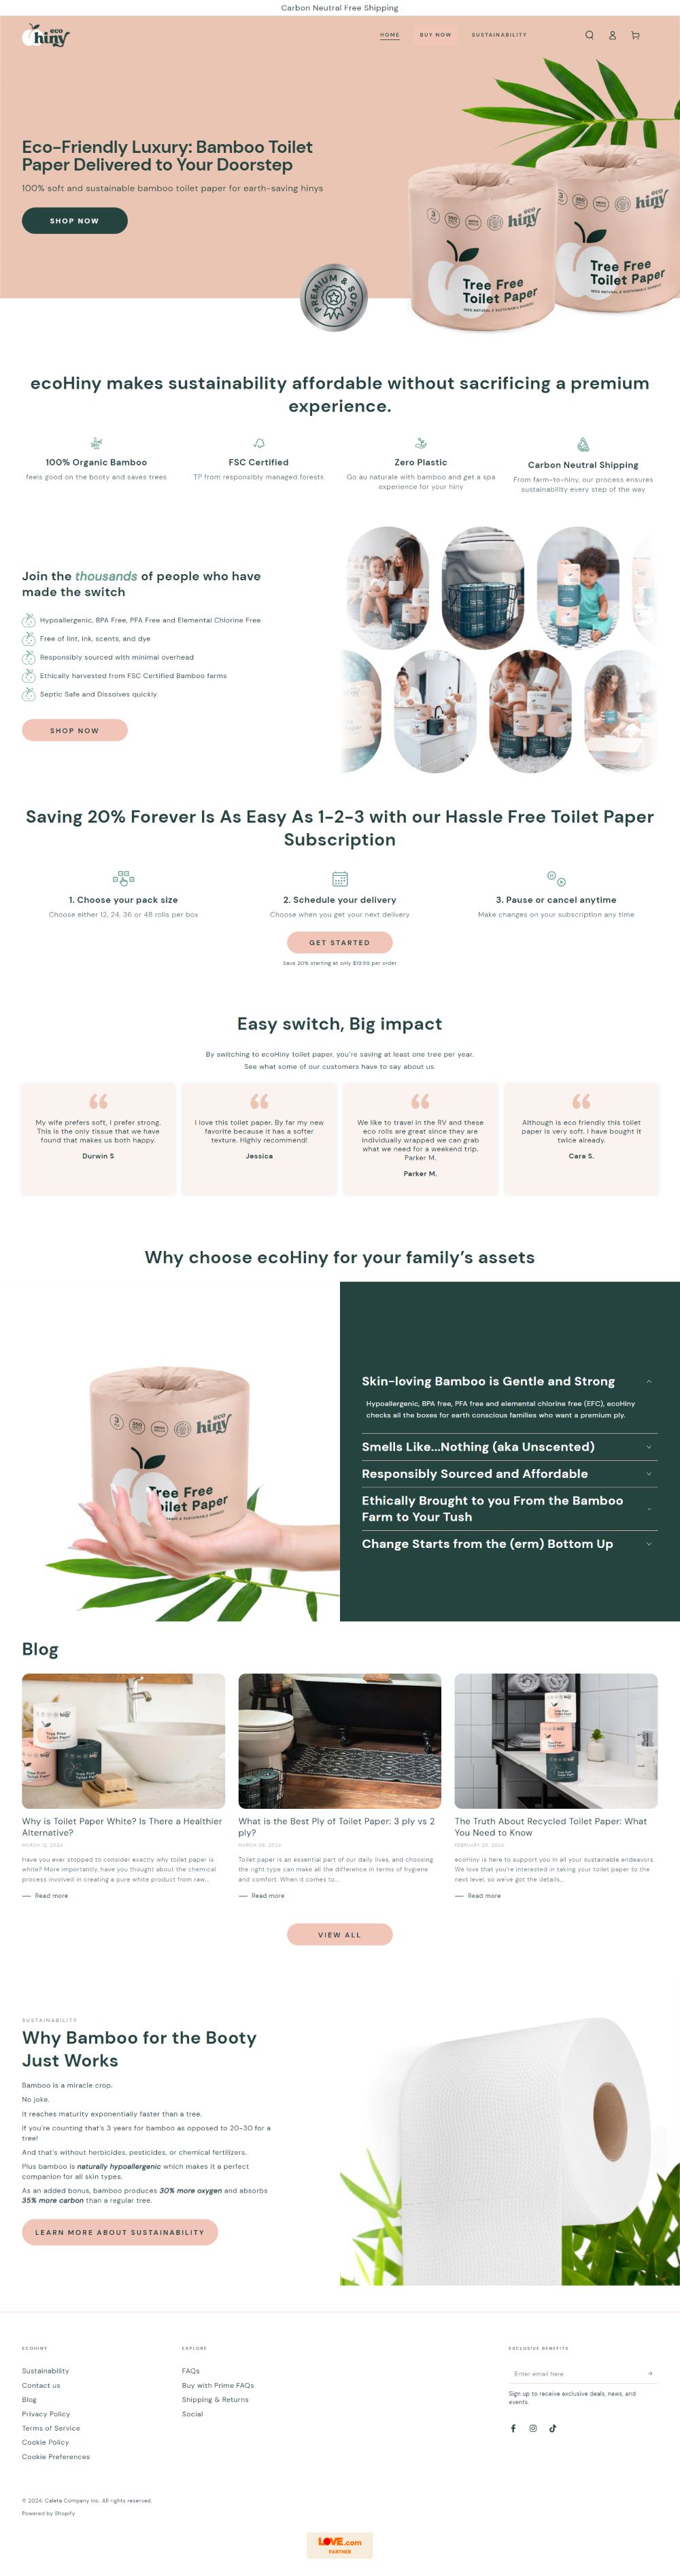 Carbon Neutral Free Shipping
eco
hiny
HOME
BUY NOW
SUSTAINABILITY
Eco-Friendly Luxury: Bamboo Toilet
Paper Delivered to Your Doorstep
100% soft and sustainable bamboo toilet paper for earth-saving hinys
SHOP NOW
PREMIUM & SOFT
eco
hiny
Tree Free
Toilet Paper
100% NATURAL & SUSTAINABLE BAMBOO
eco
hiny
Tree Free
Toilet Paper
ecoHiny makes sustainability affordable without sacrificing a premium
experience.
100% Organic Bamboo
feels good on the booty and saves trees
FSC Certified
TP from responsibly managed forests
Zero Plastic
Go au naturale with bamboo and get a spa
experience for your hiny
Carbon Neutral Shipping
From farm-to-hiny, our process ensures
sustainability every step of the way
Join the thousands of people who have
made the switch
Hypoallergenic, BPA Free, PFA Free and Elemental Chlorine Free
Free of lint, Ink, scents, and dye
Responsibly sourced with minimal overhead
Ethically harvested from FSC Certified Bamboo farms
Septic Safe and Dissolves quickly
SHOP NOW
Saving 20% Forever Is As Easy As 1-2-3 with our Hassle Free Toilet Paper
Subscription
1. Choose your pack size
Choose either 12, 24, 36 or 48 rolls per box
2. Schedule your delivery
Choose when you get your next delivery
3. Pause or cancel anytime
Make changes on your subscription any time
GET STARTED
Save 20% starting at only $19.99 per order
Easy switch, Big impact
By switching to ecoHiny toilet paper, you're saving at least one tree per year.
See what some of our customers have to say about us.
My wife prefers soft, I prefer strong.
This is the only tissue that we have
found that makes us both happy.
Durwin S
I love this toilet paper. By far my new
favorite because it has a softer
texture. Highly recommend!
Jessica
We like to travel in the RV and these
eco rolls are great since they are
individually wrapped we can grab
what we need for a weekend trip.
Parker M.
Parker M.
Although is eco friendly this toilet
paper is very soft. I have bought it
twice already.
Cara S.
Why choose ecoHiny for your family's assets
eco
hiny
Tree Free
Toilet Paper
Skin-loving Bamboo is Gentle and Strong
Hypoallergenic, BPA free, PFA free and elemental chlorine free (EFC), ecoHiny
checks all the boxes for earth conscious families who want a premium ply.
Smells Like...Nothing (aka Unscented)
Responsibly Sourced and Affordable
Ethically Brought to you From the Bamboo
Farm to Your Tush
Change Starts from the (erm) Bottom Up
Blog
Why is Toilet Paper White? Is There a Healthier
Alternative?
MARCH 12, 2024
Have you ever stopped to consider exactly why toilet paper is
white? More importantly, have you thought about the chemical
process involved in creating a pure white product from raw...
Read more
What is the Best Ply of Toilet Paper: 3 ply vs 2
ply?
MARCH 06, 2024
Toilet paper is an essential part of our daily lives, and choosing
the right type can make all the difference in terms of hygiene
and comfort. When it comes to...
Read more
The Truth About Recycled Toilet Paper: What
You Need to Know
ecoHiny is here to support you in all your sustainable endeavors.
We love that you're interested in taking your toilet paper to the
next level, so we've got the details...
Read more
VIEW ALL
SUSTAINABILITY
Why Bamboo for the Booty
Just Works
Bamboo is a miracle crop.
No joke.
It reaches maturity exponentially faster than a tree.
If you're counting that's 3 years for bamboo as opposed to 20-30 for a
tree!
And that's without herbicides, pesticides, or chemical fertilizers.
Plus bamboo is naturally hypoallergenic which makes it a perfect
companion for all skin types.
As an added bonus, bamboo produces 30% more oxygen and absorbs
35% more carbon than a regular tree.
LEARN MORE ABOUT SUSTAINABILITY
ECOHINY
Sustainability
Contact us
Blog
Privacy Policy
Terms of Service
Cookie Policy
Cookie Preferences
EXPLORE
FAQs
Buy with Prime FAQs
Shipping & Returns
Social
EXCLUSIVE BENEFITS
Enter email here
Sign up to receive exclusive deals, news, and
events.
© 2024, Caleta Company Inc. All rights reserved.
Powered by Shopify
LOVE.com
PARTNER